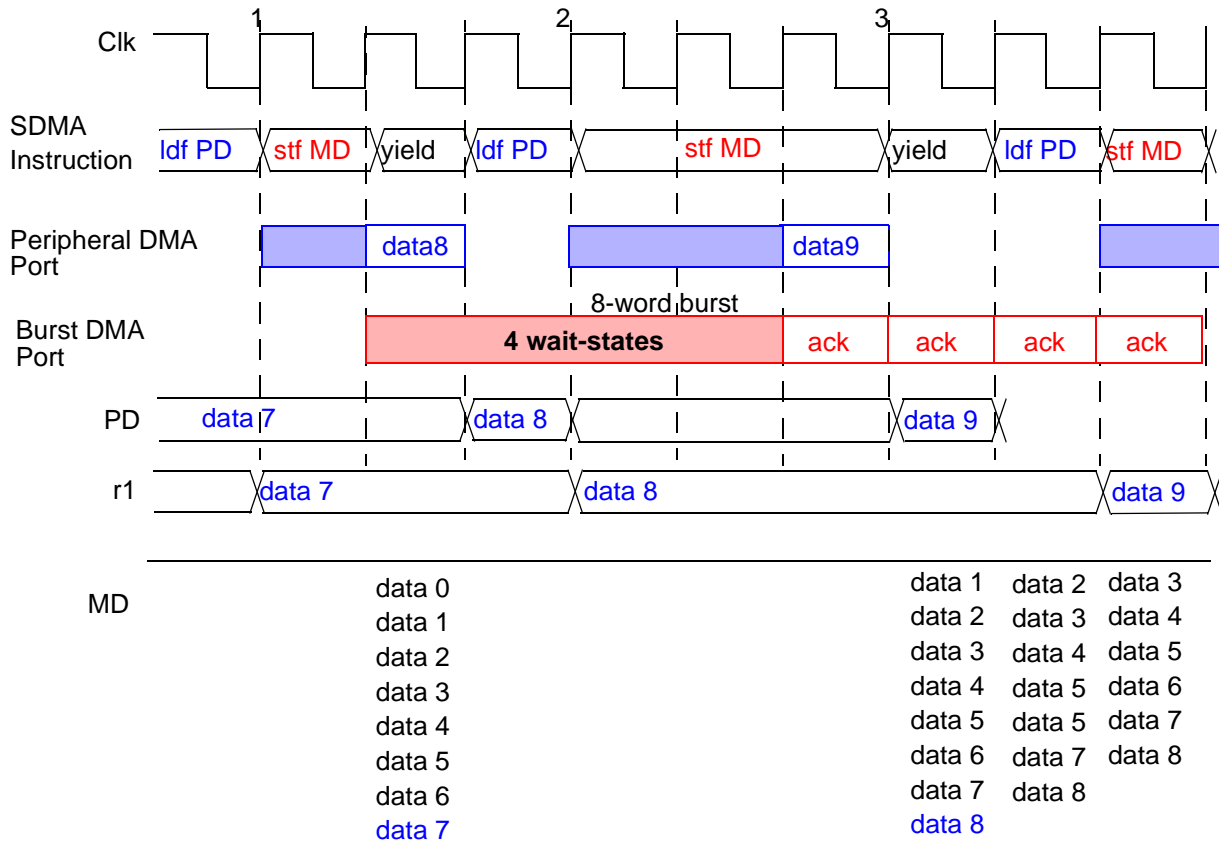 1 2 3
Clk
SDMA
Instruction
ldf PD stf MD yield ldf PD stf MD yield ldf PD stf MD
Peripheral DMA
Port
data8 data9
8-word burst
Burst DMA
Port
4 wait-states ack ack ack ack
PD data 7 data 8 data 9
r1 data 7 data 8 data 9
MD
data 0 data 1 data 2 data 3
data 1 data 2 data 3 data 4
data 2 data 3 data 4 data 5
data 3 data 4 data 5 data 6
data 4 data 5 data 5 data 7
data 5 data 6 data 7 data 8
data 6 data 7 data 8
data 7 data 8